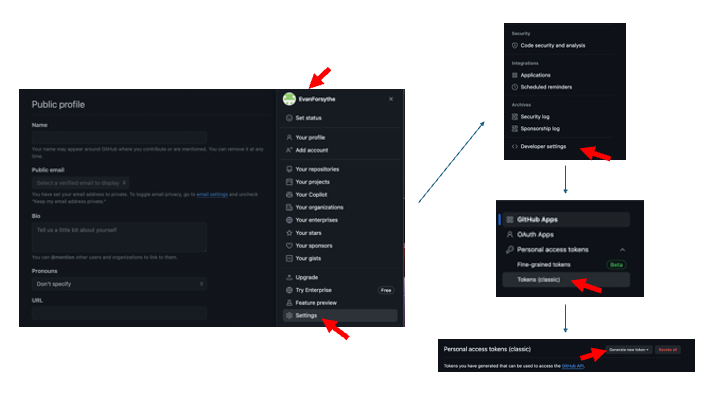 Public profile
Name
Your name may appear around GitHub where you contribute or are mentioned. You can remove it at any
time.
Public email
Select a verified email to display
You have set your email address to private. To toggle email privacy, go to email settings and uncheck
"Keep my email address private."
Bio
Tell us a little bit about yourself
You can @mention other users and organizations to link to them.
Pronouns
Don't specify
URL
EvanForsythe
Set status
Your profile
Add account
Your repositories
Your projects
Your Copilot
Your organizations
Your enterprises
Your stars
Your sponsors
Your gists
Upgrade
Try Enterprise Free
Feature preview
Settings
Security
Code security and analysis
Integrations
Applications
Scheduled reminders
Archives
Security log
Sponsorship log
Developer settings
GitHub Apps
OAuth Apps
Personal access tokens
Fine-grained tokens Beta
Tokens (classic)
Personal access tokens (classic) Generate new token Revoke all
Tokens you have generated that can be used to access the GitHub API.